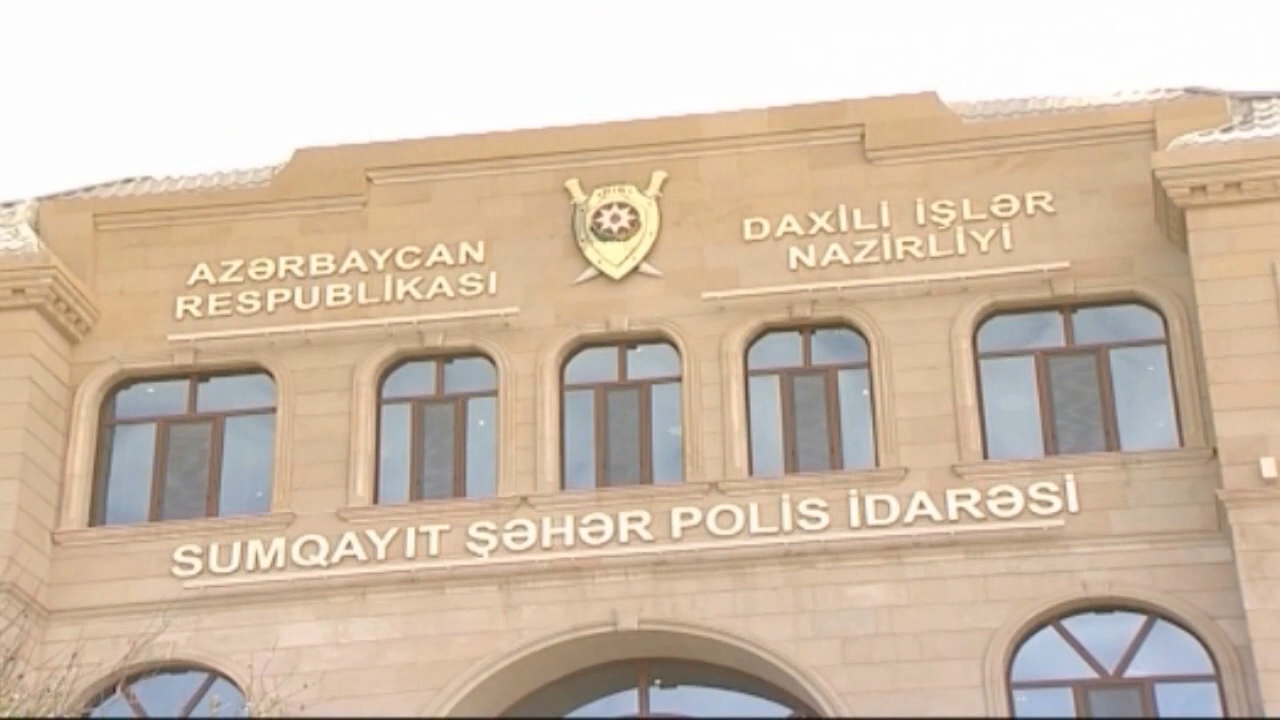 AZƏRBAYCAN
RESPUBLİKASI
DAXİLİ İŞLƏR
NAZİRLİYİ
SUMQAYIT ŞƏHƏR POLİS İDARƏSİ